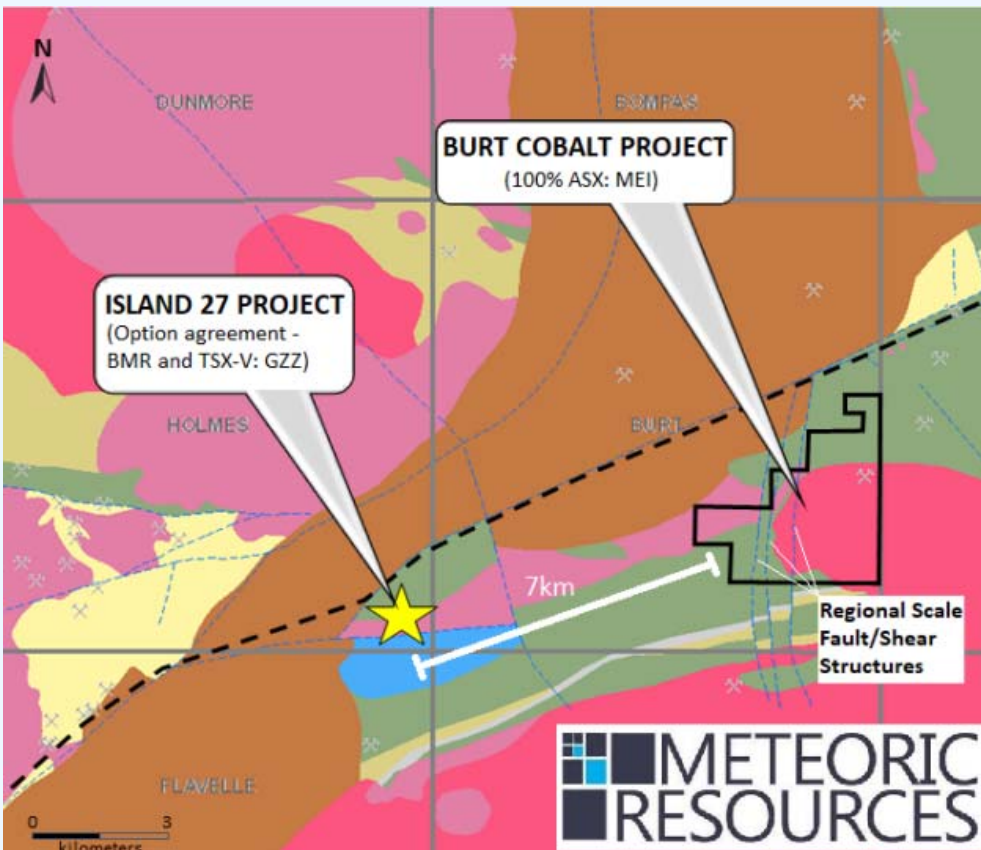 N
DUNMORE
BOMPAS
BURT COBALT PROJECT
(100% ASX: MEI)
ISLAND 27 PROJECT
(Option agreement -
BMR and TSX-V: GZZ)
HOLMES
BURT
7km
Regional Scale
Fault/Shear
Structures
FLAVELLE
0 3
kilometers
METEORIC
RESOURCES